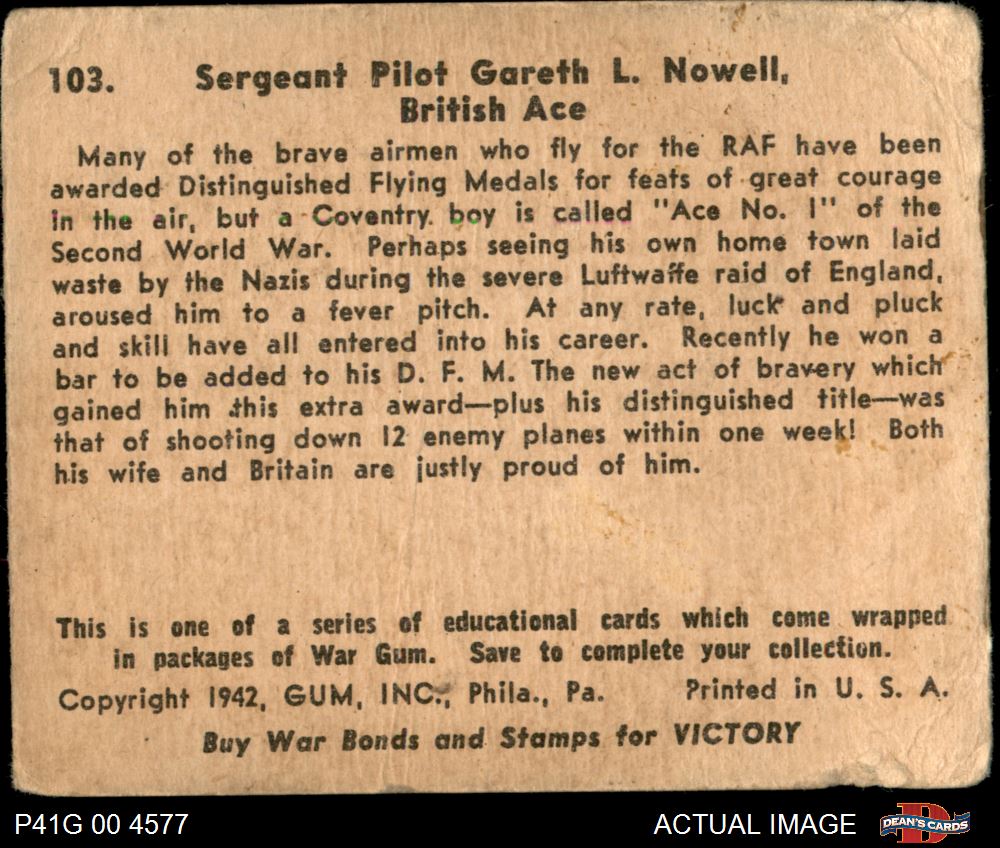 103. Sergeant Pilot Gareth L. Nowell,
British Ace
Many of the brave airmen who fly for the RAF have been
awarded Distinguished Flying Medals for feats of great courage
in the air, but a Coventry boy is called "Ace No. 1" of the
Second World War. Perhaps seeing his own home town laid
waste by the Nazis during the severe Luftwaffe raid of England,
aroused him to a fever pitch. At any rate, luck and pluck
and skill have all entered into his career. Recently he won a
bar to be added to his D. F. M. The new act of bravery which
gained him this extra award—plus his distinguished title—was
that of shooting down 12 enemy planes within one week! Both
his wife and Britain are justly proud of him.
This is one of a series of educational cards which come wrapped
in packages of War Gum. Save to complete your collection.
Copyright 1942, GUM, INC., Phila., Pa. Printed in U. S. A.
Buy War Bonds and Stamps for VICTORY
P41G 00 4577 ACTUAL IMAGE D DEAN'S CARDS